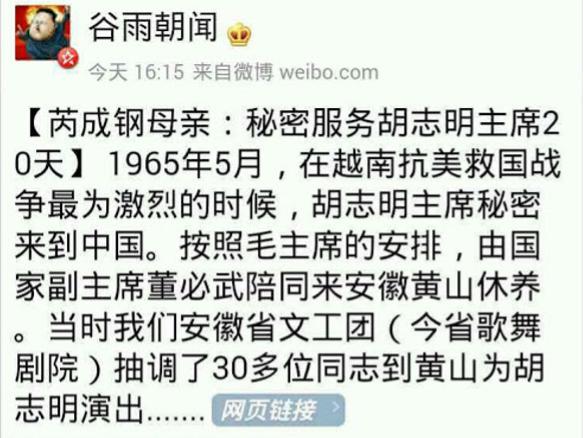 谷雨朝闻
今天 16:15 来自微博 weibo.com
【芮成钢母亲：秘密服务胡志明主席2
0天】1965年5月，在越南抗美救国战
争最为激烈的时候，胡志明主席秘密
来到中国。按照毛主席的安排，由国
家副主席董必武陪同来安徽黄山休养
。当时我们安徽省文工团（今省歌舞
剧院）抽调了30多位同志到黄山为胡
志明演出....... 网页链接